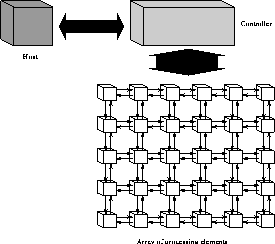 Controller
Host
Array of processing elements